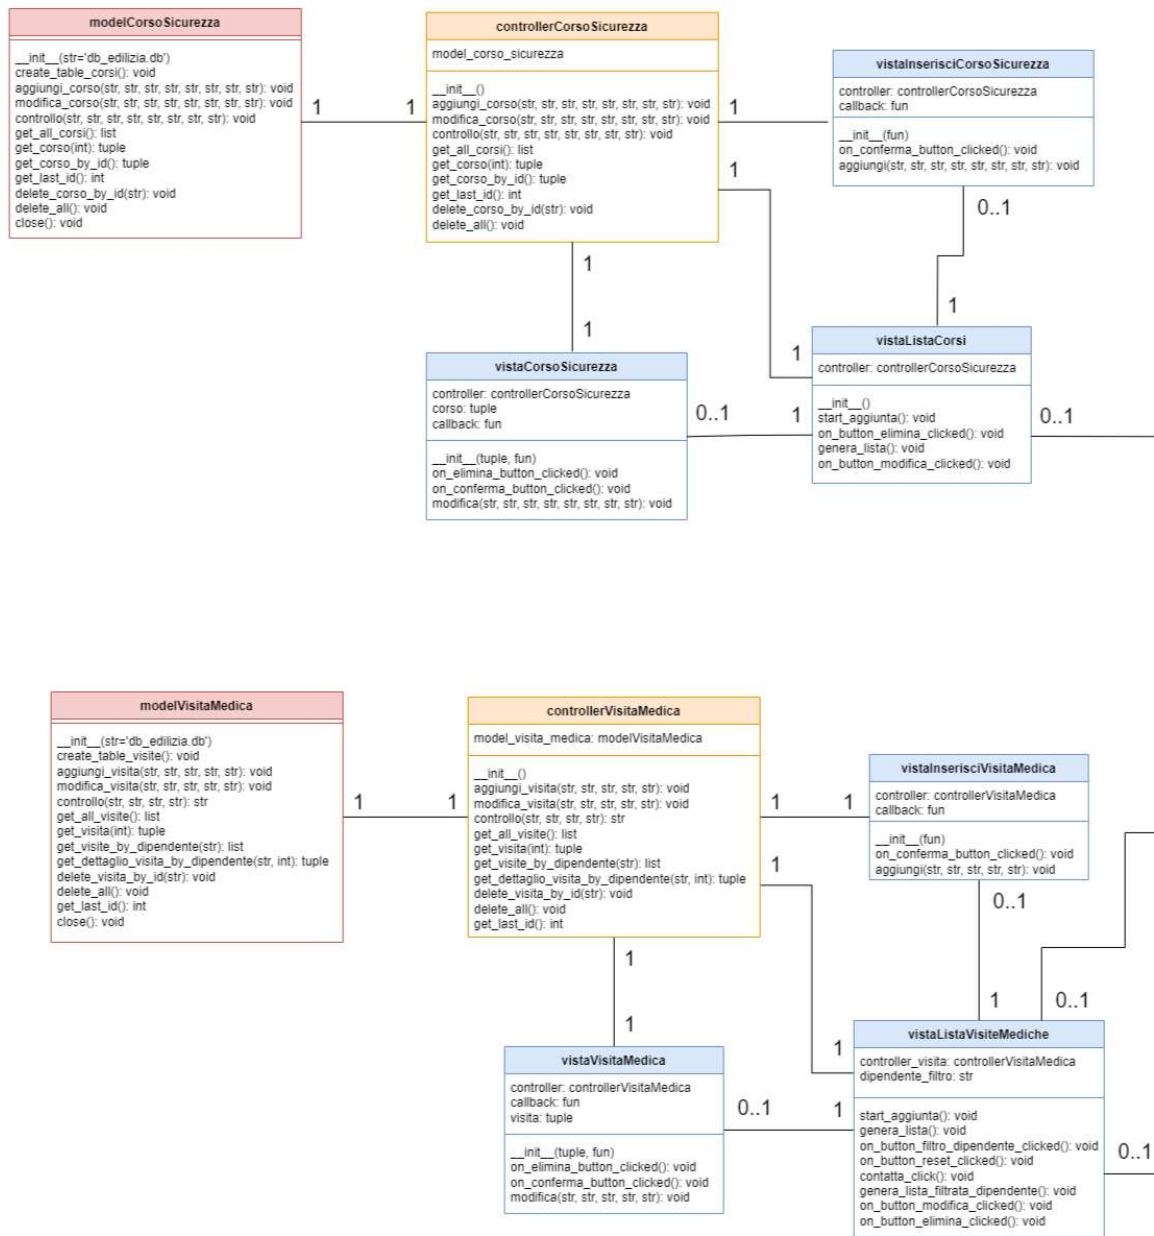 modelCorsoSicurezza
__init__(str='db_edilizia.db')
create_table_corsi(): void
aggiungi_corso(str, str, str, str, str, str, str, str): void
modifica_corso(str, str, str, str, str, str, str, str): void
controllo(str, str, str, str, str, str, str, str): void
get_all_corsi(): list
get_corso(int): tuple
get_corso_by_id(): tuple
get_last_id(): int
delete_corso_by_id(str): void
delete_all(): void
close(): void
1
1
controllerCorsoSicurezza
model_corso_sicurezza
__init__()
aggiungi_corso(str, str, str, str, str, str, str, str): void
modifica_corso(str, str, str, str, str, str, str, str): void
controllo(str, str, str, str, str, str, str, str): void
get_all_corsi(): list
get_corso(int): tuple
get_corso_by_id(): tuple
get_last_id(): int
delete_corso_by_id(str): void
delete_all(): void
1
1
vistaInserisciCorsoSicurezza
controller: controllerCorsoSicurezza
callback: fun
__init__(fun)
on_conferma_button_clicked(): void
aggiungi(str, str, str, str, str, str, str, str): void
0..1
1
1
1
vistaCorsoSicurezza
controller: controllerCorsoSicurezza
corso: tuple
callback: fun
__init__(tuple, fun)
on_elimina_button_clicked(): void
on_conferma_button_clicked(): void
modifica(str, str, str, str, str, str, str, str): void
0..1
1
1
vistaListaCorsi
controller: controllerCorsoSicurezza
__init__()
start_aggiunta(): void
on_button_elimina_clicked(): void
genera_lista(): void
on_button_modifica_clicked(): void
0..1
modelVisitaMedica
__init__(str='db_edilizia.db')
create_table_visite(): void
aggiungi_visita(str, str, str, str, str): void
modifica_visita(str, str, str, str, str): void
controllo(str, str, str, str): str
get_all_visite(): list
get_visita(int): tuple
get_visite_by_dipendente(str): list
get_dettaglio_visita_by_dipendente(str, int): tuple
delete_visita_by_id(str): void
delete_all(): void
get_last_id(): int
close(): void
1
1
controllerVisitaMedica
model_visita_medica: modelVisitaMedica
__init__()
aggiungi_visita(str, str, str, str, str): void
modifica_visita(str, str, str, str, str): void
controllo(str, str, str, str): str
get_all_visite(): list
get_visita(int): tuple
get_visite_by_dipendente(str): list
get_dettaglio_visita_by_dipendente(str, int): tuple
delete_visita_by_id(str): void
delete_all(): void
get_last_id(): int
1
1
1
vistaInserisciVisitaMedica
controller: controllerVisitaMedica
callback: fun
__init__(fun)
on_conferma_button_clicked(): void
aggiungi(str, str, str, str, str): void
0..1
1
0..1
1
1
vistaVisitaMedica
controller: controllerVisitaMedica
callback: fun
visita: tuple
__init__(tuple, fun)
on_elimina_button_clicked(): void
on_conferma_button_clicked(): void
modifica(str, str, str, str, str): void
0..1
1
1
vistaListaVisiteMediche
controller_visita: controllerVisitaMedica
dipendente_filtro: str
start_aggiunta(): void
genera_lista(): void
on_button_filtro_dipendente_clicked(): void
on_button_reset_clicked(): void
contatta_click(): void
genera_lista_filtrata_dipendente(): void
on_button_modifica_clicked(): void
on_button_elimina_clicked(): void
0..1